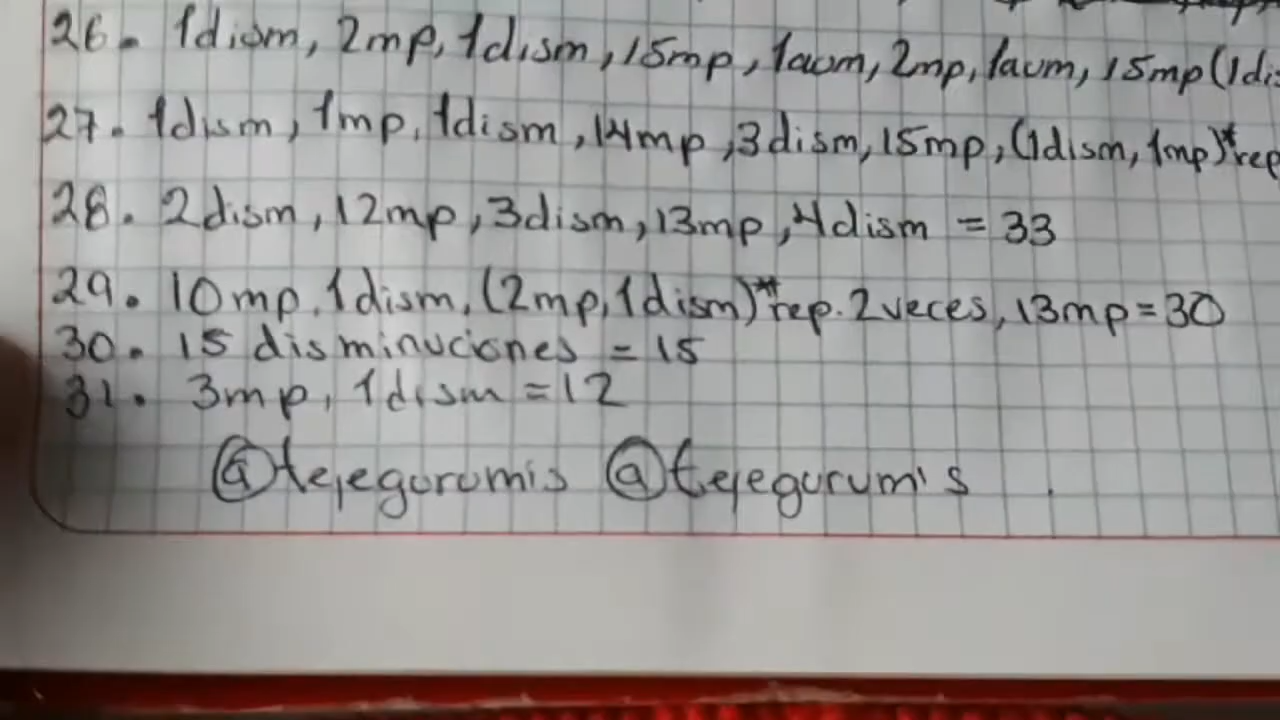 26. 1dism, 2mp, 1dism, 15mp, 1aum, 2mp, 1aum, 15mp (1dis
27. 1dism, 1mp, 1dism, 14mp, 3dism, 15mp, (1dism, 1mp)* rep
28. 2dism, 12mp, 3dism, 13mp, 4dism = 33
29. 10mp, 1dism, (2mp, 1dism)* rep. 2veces, 13mp = 30
30. 15 disminuciones = 15
31. 3mp, 1dism = 12
@tejegurumis @tejegurumis